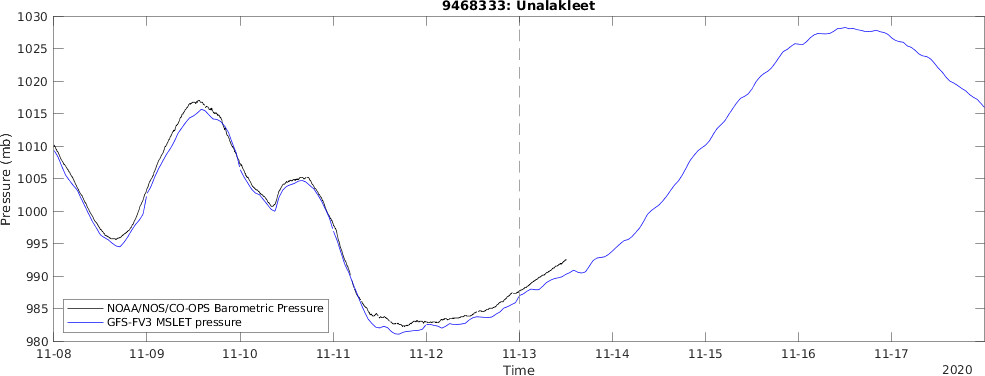 9468333: Unalakleet
1030
1025
1020
1015
1010
1005
1000
995
990
985
980
Pressure (mb)
NOAA/NOS/CO-OPS Barometric Pressure
GFS-FV3 MSLET pressure
11-08 11-09 11-10 11-11 11-12 11-13 11-14 11-15 11-16 11-17
Time
2020